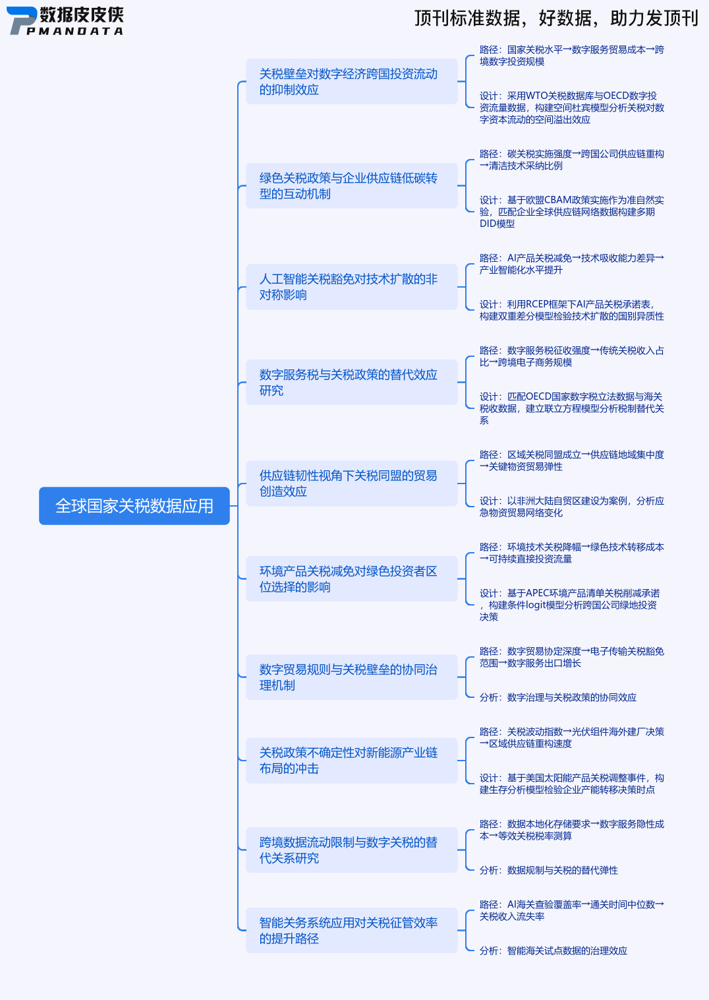 数据皮皮侠
PMANDATA
顶刊标准数据，好数据，助力发顶刊
全球国家关税数据应用
关税壁垒对数字经济跨国投资流动
的抑制效应
路径：国家关税水平→数字服务贸易成本→跨
境数字投资规模
设计：采用WTO关税数据库与OECD数字投
资流量数据，构建空间杜宾模型分析关税对数
字资本流动的空间溢出效应
绿色关税政策与企业供应链低碳转
型的互动机制
路径：碳关税实施强度→跨国公司供应链重构
→清洁技术采纳比例
设计：基于欧盟CBAM政策实施作为准自然实
验，匹配企业全球供应链网络数据构建多期
DID模型
人工智能关税豁免对技术扩散的非
对称影响
路径：AI产品关税减免→技术吸收能力差异→
产业智能化水平提升
设计：利用RCEP框架下AI产品关税承诺表，
构建双重差分模型检验技术扩散的国别异质性
数字服务税与关税政策的替代效应
研究
路径：数字服务税征收强度→传统关税收入占
比→跨境电子商务规模
设计：匹配OECD国家数字税立法数据与海关
税收数据，建立联立方程模型分析税制替代关
系
供应链韧性视角下关税同盟的贸易
创造效应
路径：区域关税同盟成立→供应链地域集中度
→关键物资贸易弹性
设计：以非洲大陆自贸区建设为案例，分析应
急物资贸易网络变化
环境产品关税减免对绿色投资者区
位选择的影响
路径：环境技术关税降幅→绿色技术转移成本
→可持续直接投资流量
设计：基于APEC环境产品清单关税削减承诺
，构建条件logit模型分析跨国公司绿地投资
决策
数字贸易规则与关税壁垒的协同治
理机制
路径：数字贸易协定深度→电子传输关税豁免
范围→数字服务出口增长
分析：数字治理与关税政策的协同效应
关税政策不确定性对新能源产业链
布局的冲击
路径：关税波动指数→光伏组件海外建厂决策
→区域供应链重构速度
设计：基于美国太阳能产品关税调整事件，构
建生存分析模型检验企业产能转移决策时点
跨境数据流动限制与数字关税的替
代关系研究
路径：数据本地化存储要求→数字服务隐性成
本→等效关税税率测算
分析：数据规制与关税的替代弹性
智能关务系统应用对关税征管效率
的提升路径
路径：AI海关查验覆盖率→通关时间中位数→
关税收入流失率
分析：智能海关试点数据的治理效应